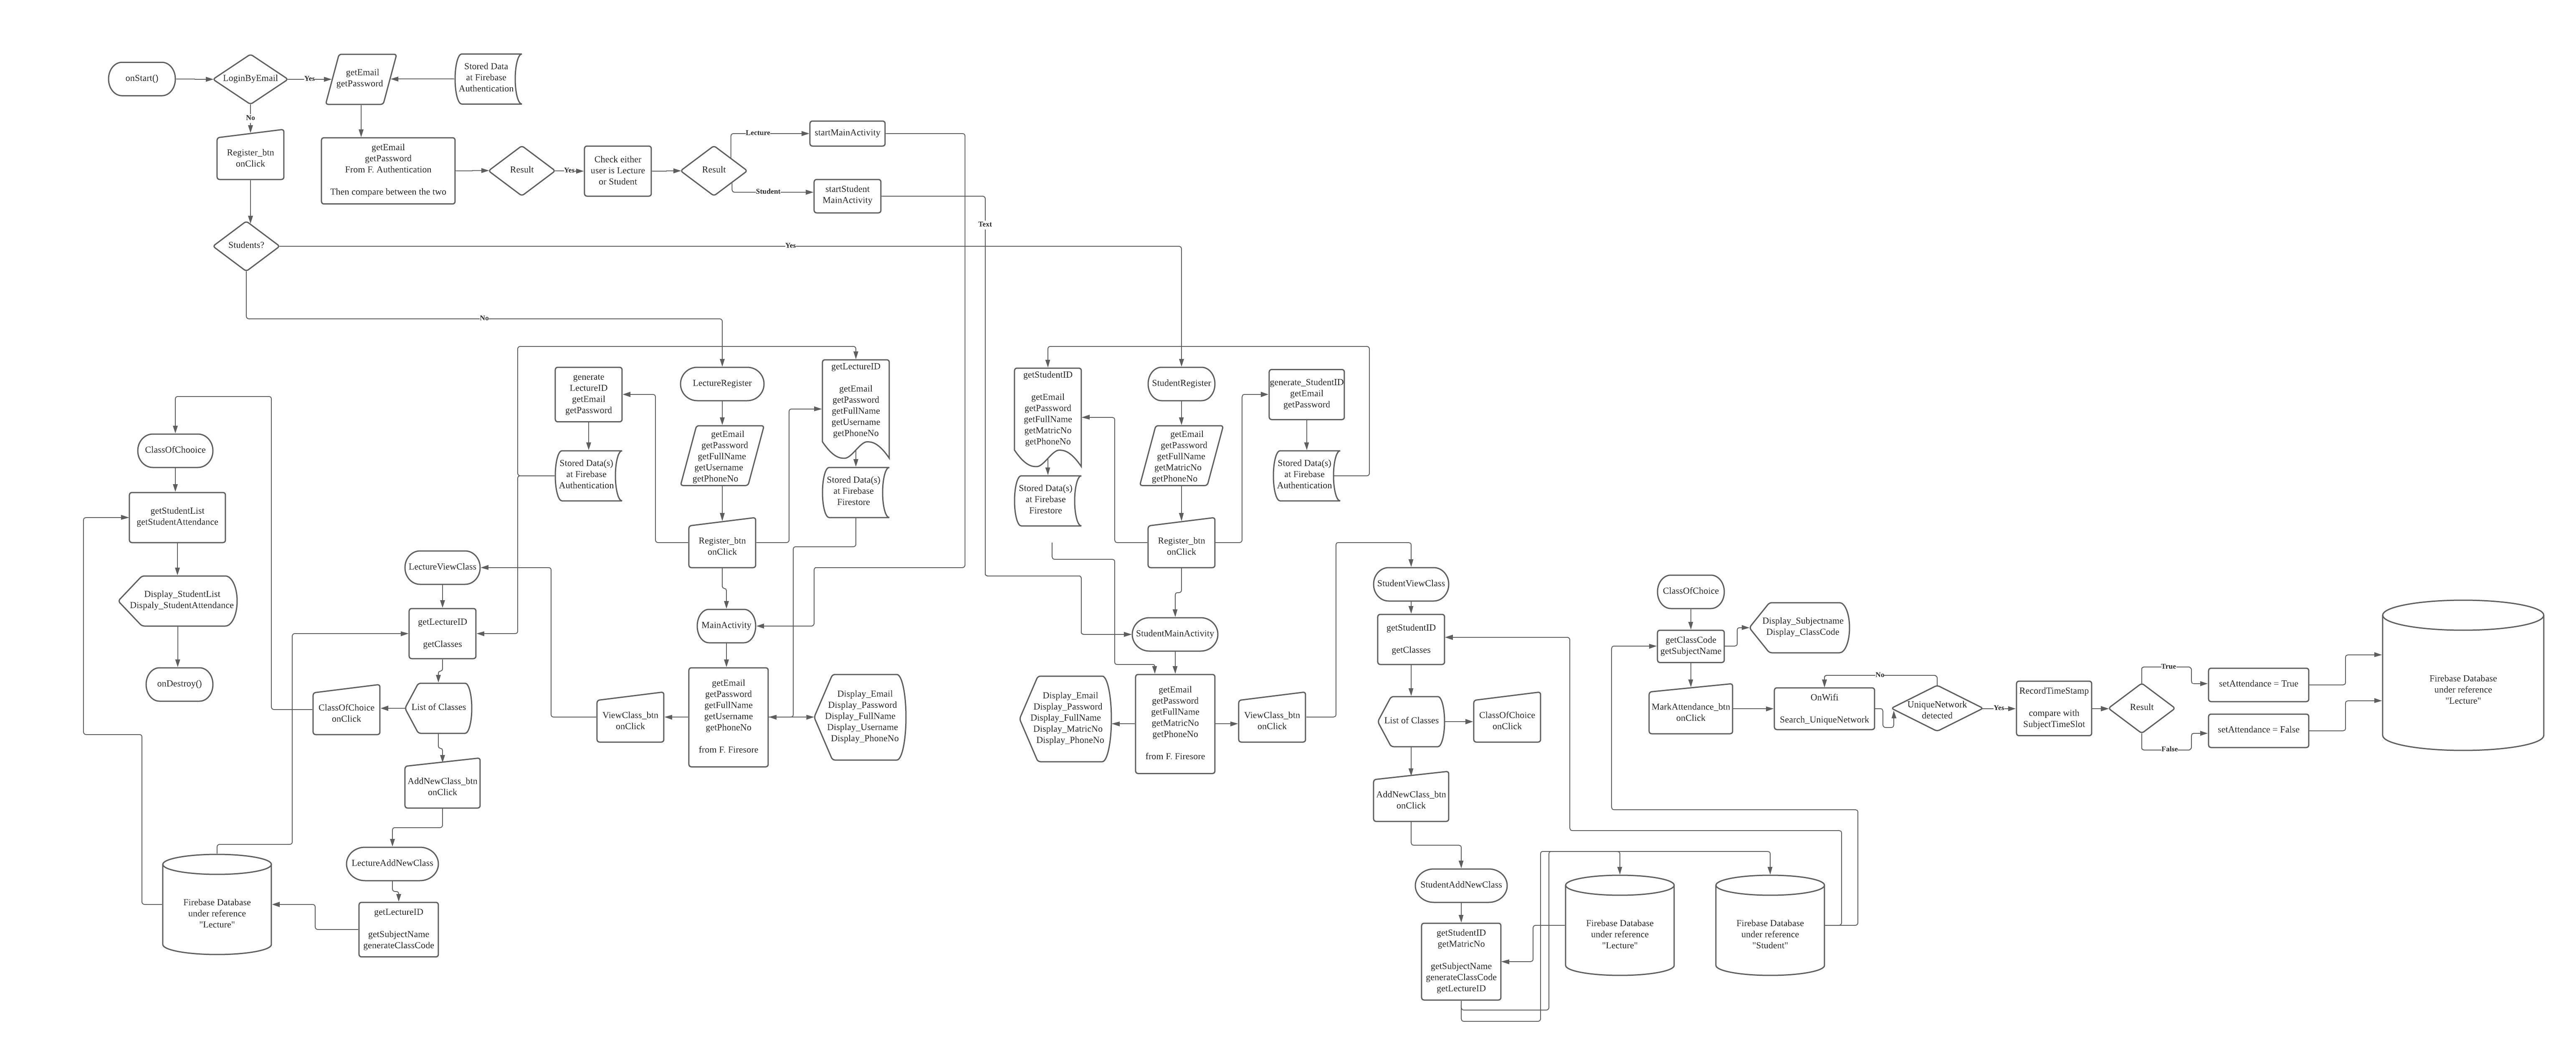 onStart()
LoginByEmail
Yes
getEmail
getPassword
Stored Data
at Firebase
Authentication
No
Register_btn
onClick
getEmail
getPassword
From F. Authentication
Then compare between the two
Result
Yes
Check either
user is Lecture
or Student
Result
Lecture
startMainActivity
Student
startStudent
MainActivity
Text
Students?
Yes
No
ClassOfChooice
getStudentList
getStudentAttendance
Display_StudentList
Dispaly_StudentAttendance
onDestroy()
generate
LectureID
getEmail
getPassword
Stored Data(s)
at Firebase
Authentication
LectureRegister
getEmail
getPassword
getFullName
getUsername
getPhoneNo
Register_btn
onClick
getLectureID
getEmail
getPassword
getFullName
getUsername
getPhoneNo
Stored Data(s)
at Firebase
Firestore
LectureViewClass
getLectureID
getClasses
List of Classes
ClassOfChoice
onClick
AddNewClass_btn
onClick
LectureAddNewClass
getLectureID
getSubjectName
generateClassCode
Firebase Database
under reference
"Lecture"
MainActivity
getEmail
getPassword
getFullName
getUsername
getPhoneNo
from F. Firesore
ViewClass_btn
onClick
Display_Email
Display_Password
Display_FullName
Display_Username
Display_PhoneNo
getStudentID
getEmail
getPassword
getFullName
getMatricNo
getPhoneNo
Stored Data(s)
at Firebase
Firestore
StudentRegister
getEmail
getPassword
getFullName
getMatricNo
getPhoneNo
Register_btn
onClick
generate_StudentID
getEmail
getPassword
Stored Data(s)
at Firebase
Authentication
StudentMainActivity
getEmail
getPassword
getFullName
getMatricNo
getPhoneNo
from F. Firesore
Display_Email
Display_Password
Display_FullName
Display_MatricNo
Display_PhoneNo
ViewClass_btn
onClick
StudentViewClass
getStudentID
getClasses
List of Classes
ClassOfChoice
onClick
AddNewClass_btn
onClick
StudentAddNewClass
getStudentID
getMatricNo
getSubjectName
generateClassCode
getLectureID
Firebase Database
under reference
"Lecture"
Firebase Database
under reference
"Student"
ClassOfChoice
getClassCode
getSubjectName
Display_Subjectname
Display_ClassCode
MarkAttendance_btn
onClick
OnWifi
Search_UniqueNetwork
No
UniqueNetwork
detected
Yes
RecordTimeStamp
compare with
SubjectTimeSlot
Result
True
False
setAttendance = True
setAttendance = False
Firebase Database
under reference
"Lecture"